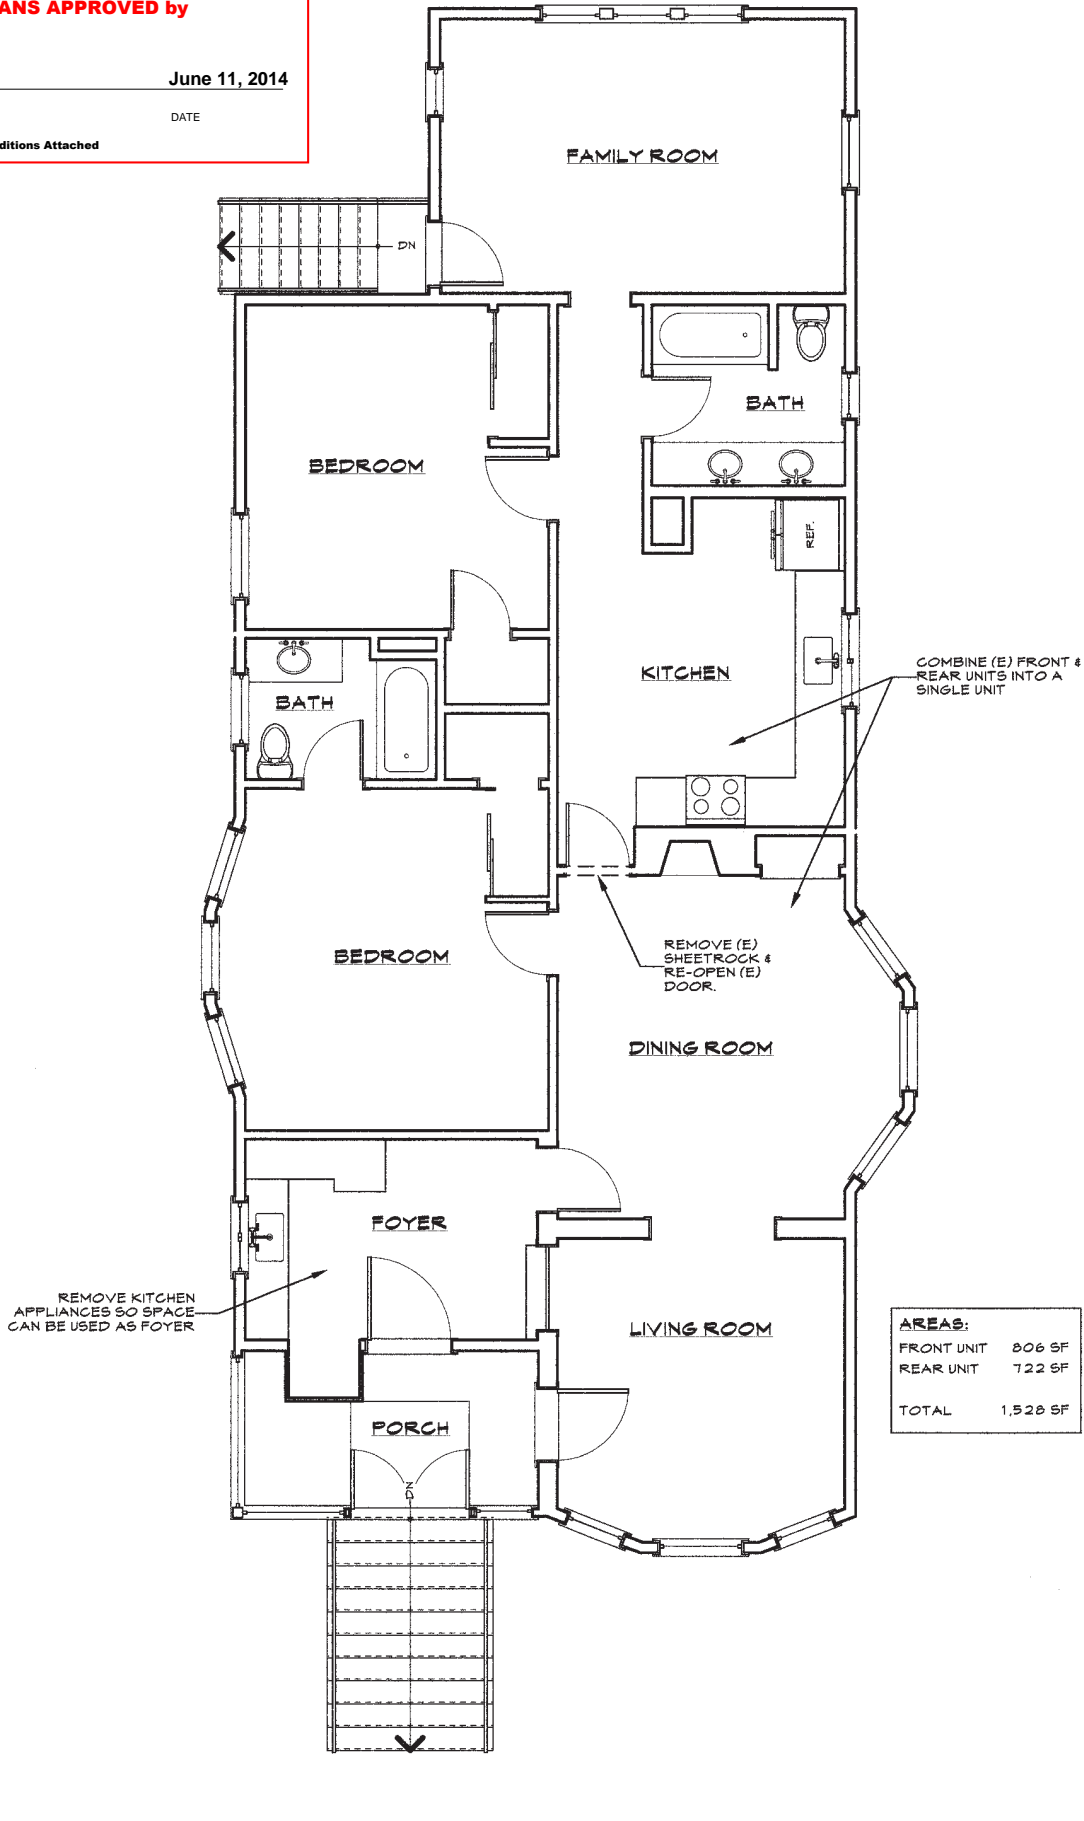 ANS APPROVED by
June 11, 2014
DATE
ditions Attached
FAMILY ROOM
DN
BATH
BEDROOM
REF.
KITCHEN
COMBINE (E) FRONT &
REAR UNITS INTO A
SINGLE UNIT
BATH
REMOVE (E)
SHEETROCK &
RE-OPEN (E)
DOOR.
BEDROOM
DINING ROOM
FOYER
REMOVE KITCHEN
APPLIANCES SO SPACE
CAN BE USED AS FOYER
LIVING ROOM
AREAS:
FRONT UNIT 806 SF
REAR UNIT 722 SF
TOTAL 1,528 SF
PORCH
DN